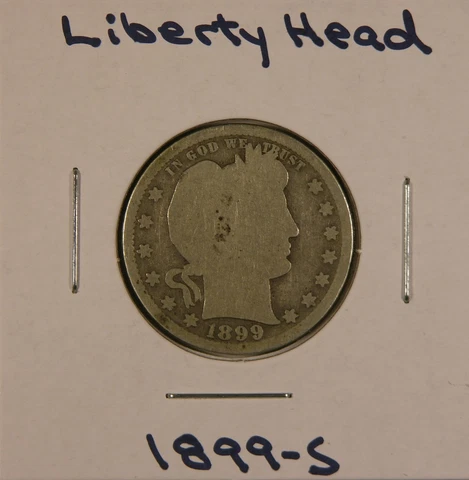 Liberty Head
IN GOD WE TRUST
1899
1899-S